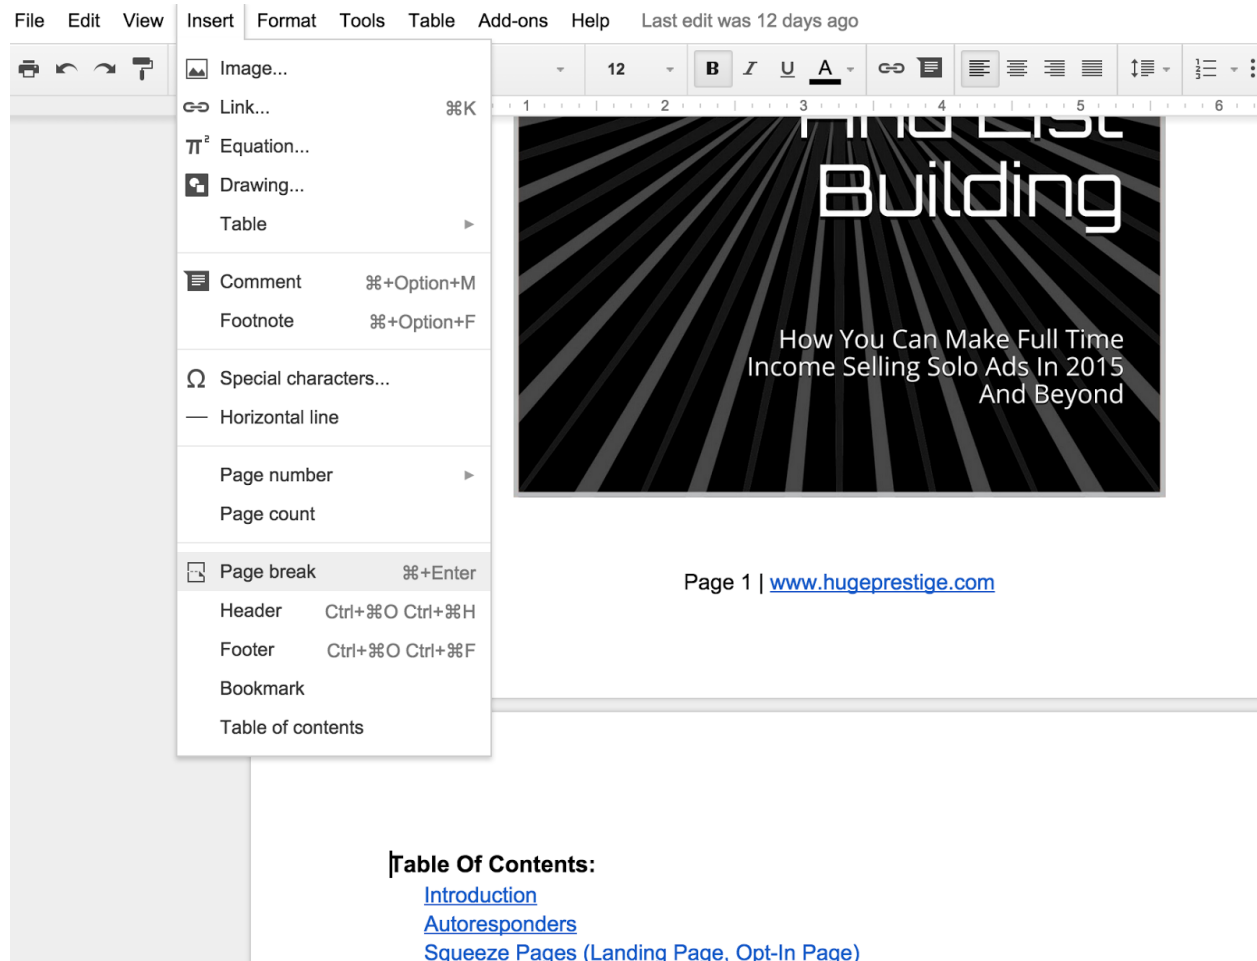 File Edit View Insert Format Tools Table Add-ons Help Last edit was 12 days ago
12 B I U A
Image...
Link... ⌘K
π² Equation...
Drawing...
Table
Comment ⌘+Option+M
Footnote ⌘+Option+F
Ω Special characters...
Horizontal line
Page number
Page count
Page break ⌘+Enter
Header Ctrl+⌘O Ctrl+⌘H
Footer Ctrl+⌘O Ctrl+⌘F
Bookmark
Table of contents
1 2 3 4 5 6
And List
Building
How You Can Make Full Time
Income Selling Solo Ads In 2015
And Beyond
Page 1 | www.hugeprestige.com
Table Of Contents:
Introduction
Autoresponders
Squeeze Pages (Landing Page, Opt-In Page)